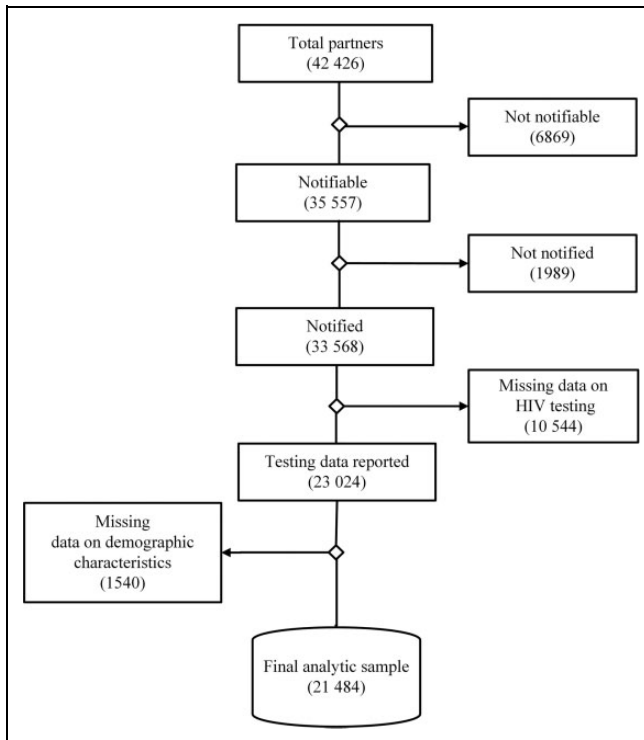 Total partners
(42 426)
Not notifiable
(6869)
Notifiable
(35 557)
Not notified
(1989)
Notified
(33 568)
Missing data on
HIV testing
(10 544)
Testing data reported
(23 024)
Missing
data on demographic
characteristics
(1540)
Final analytic sample
(21 484)